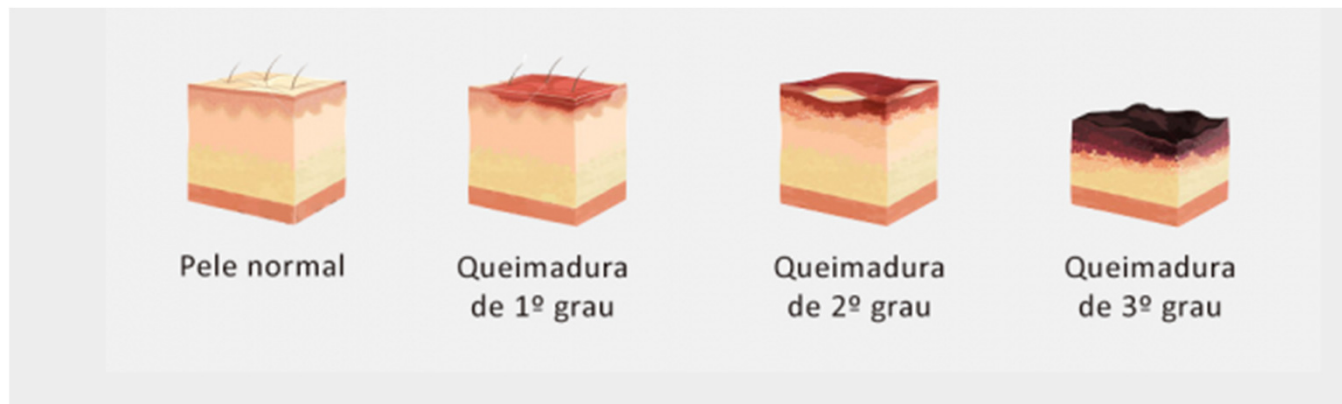 Pele normal
Queimadura
de 1º grau
Queimadura
de 2º grau
Queimadura
de 3º grau